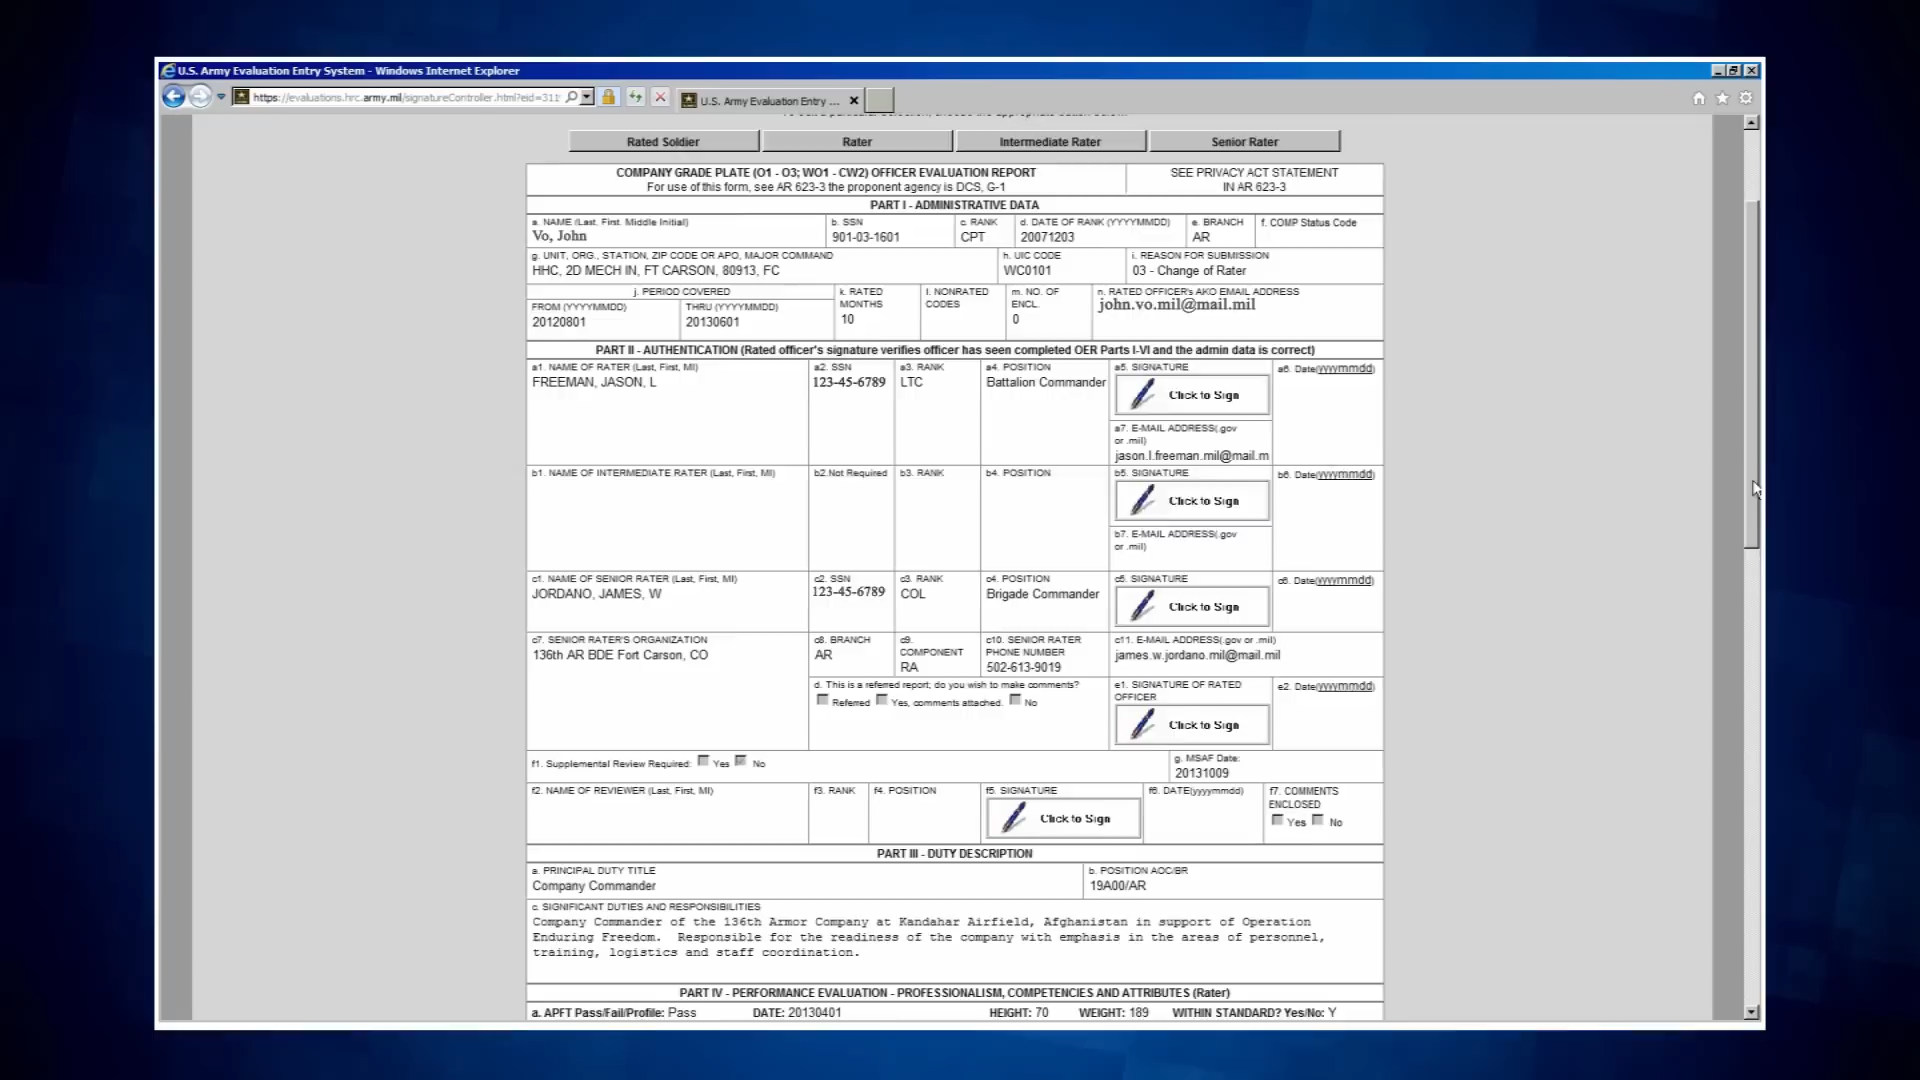 U.S. Army Evaluation Entry System - Windows Internet Explorer
https://evaluations.hrc.army.mil/signatureController.html?eid=311
U.S. Army Evaluation Entry ...
Rated Soldier Rater Intermediate Rater Senior Rater
COMPANY GRADE PLATE (O1 - O3; WO1 - CW2) OFFICER EVALUATION REPORT
For use of this form, see AR 623-3 the proponent agency is DCS, G-1
SEE PRIVACY ACT STATEMENT
IN AR 623-3
PART I - ADMINISTRATIVE DATA
a. NAME (Last, First, Middle Initial) b. SSN c. RANK d. DATE OF RANK (YYYYMMDD) e. BRANCH f. COMP Status Code
Vo, John 901-03-1601 CPT 20071203 AR
g. UNIT, ORG., STATION, ZIP CODE OR APO, MAJOR COMMAND h. UIC CODE i. REASON FOR SUBMISSION
HHC, 2D MECH IN, FT CARSON, 80913, FC WC0101 03 - Change of Rater
j. PERIOD COVERED
FROM (YYYYMMDD) THRU (YYYYMMDD)
20120801 20130601
k. RATED
MONTHS
10
l. NONRATED
CODES
m. NO. OF
ENCL.
0
n. RATED OFFICER's AKO EMAIL ADDRESS
john.vo.mil@mail.mil
PART II - AUTHENTICATION (Rated officer's signature verifies officer has seen completed OER Parts I-VI and the admin data is correct)
a1. NAME OF RATER (Last, First, MI) a2. SSN a3. RANK a4. POSITION a5. SIGNATURE a6. Date(yyyymmdd)
FREEMAN, JASON, L 123-45-6789 LTC Battalion Commander
Click to Sign
a7. E-MAIL ADDRESS(.gov
or .mil)
jason.l.freeman.mil@mail.m
b1. NAME OF INTERMEDIATE RATER (Last, First, MI) b2.Not Required b3. RANK b4. POSITION b5. SIGNATURE b6. Date(yyyymmdd)
Click to Sign
b7. E-MAIL ADDRESS(.gov
or .mil)
c1. NAME OF SENIOR RATER (Last, First, MI) c2. SSN c3. RANK c4. POSITION c5. SIGNATURE c6. Date(yyyymmdd)
JORDANO, JAMES, W 123-45-6789 COL Brigade Commander
Click to Sign
c7. SENIOR RATER'S ORGANIZATION
136th AR BDE Fort Carson, CO
c8. BRANCH
AR
c9.
COMPONENT
RA
c10. SENIOR RATER
PHONE NUMBER
502-613-9019
c11. E-MAIL ADDRESS(.gov or .mil)
james.w.jordano.mil@mail.mil
d. This is a referred report; do you wish to make comments?
Referred Yes, comments attached. No
e1. SIGNATURE OF RATED
OFFICER
Click to Sign
e2. Date(yyyymmdd)
f1. Supplemental Review Required: Yes No
g. MSAF Date:
20131009
f2. NAME OF REVIEWER (Last, First, MI) f3. RANK f4. POSITION f5. SIGNATURE f6. DATE(yyyymmdd)
Click to Sign
f7. COMMENTS
ENCLOSED
Yes No
PART III - DUTY DESCRIPTION
a. PRINCIPAL DUTY TITLE b. POSITION AOC/BR
Company Commander 19A00/AR
c. SIGNIFICANT DUTIES AND RESPONSIBILITIES
Company Commander of the 136th Armor Company at Kandahar Airfield, Afghanistan in support of Operation
Enduring Freedom. Responsible for the readiness of the company with emphasis in the areas of personnel,
training, logistics and staff coordination.
PART IV - PERFORMANCE EVALUATION - PROFESSIONALISM, COMPETENCIES AND ATTRIBUTES (Rater)
a. APFT Pass/Fail/Profile: Pass DATE: 20130401 HEIGHT: 70 WEIGHT: 189 WITHIN STANDARD? Yes/No: Y